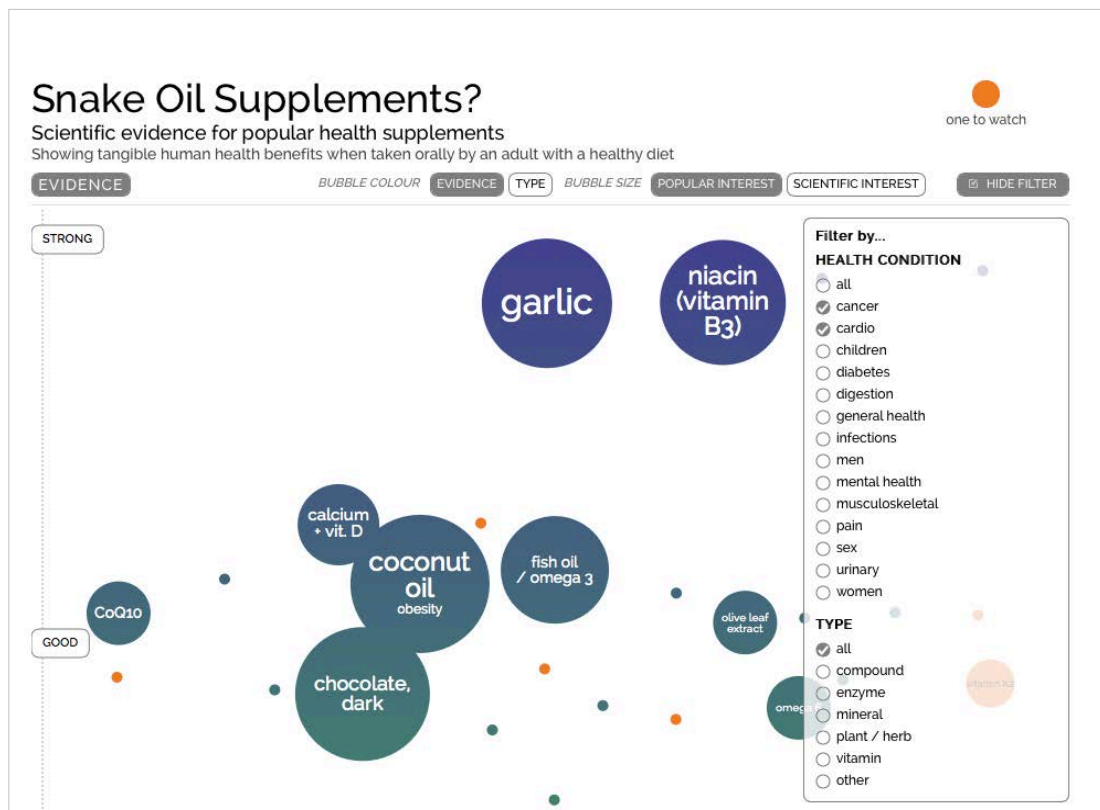 Snake Oil Supplements?
one to watch
Scientific evidence for popular health supplements
Showing tangible human health benefits when taken orally by an adult with a healthy diet
EVIDENCE
BUBBLE COLOUR EVIDENCE TYPE BUBBLE SIZE POPULAR INTEREST SCIENTIFIC INTEREST HIDE FILTER
STRONG
garlic
niacin
(vitamin
B3)
calcium
+ vit. D
coconut
oil
obesity
fish oil
/ omega 3
CoQ10
olive leaf
extract
GOOD
chocolate,
dark
omega 6
Filter by...
HEALTH CONDITION
all
cancer
cardio
children
diabetes
digestion
general health
infections
men
mental health
musculoskeletal
pain
sex
urinary
women
TYPE
all
compound
enzyme
mineral
plant / herb
vitamin
other